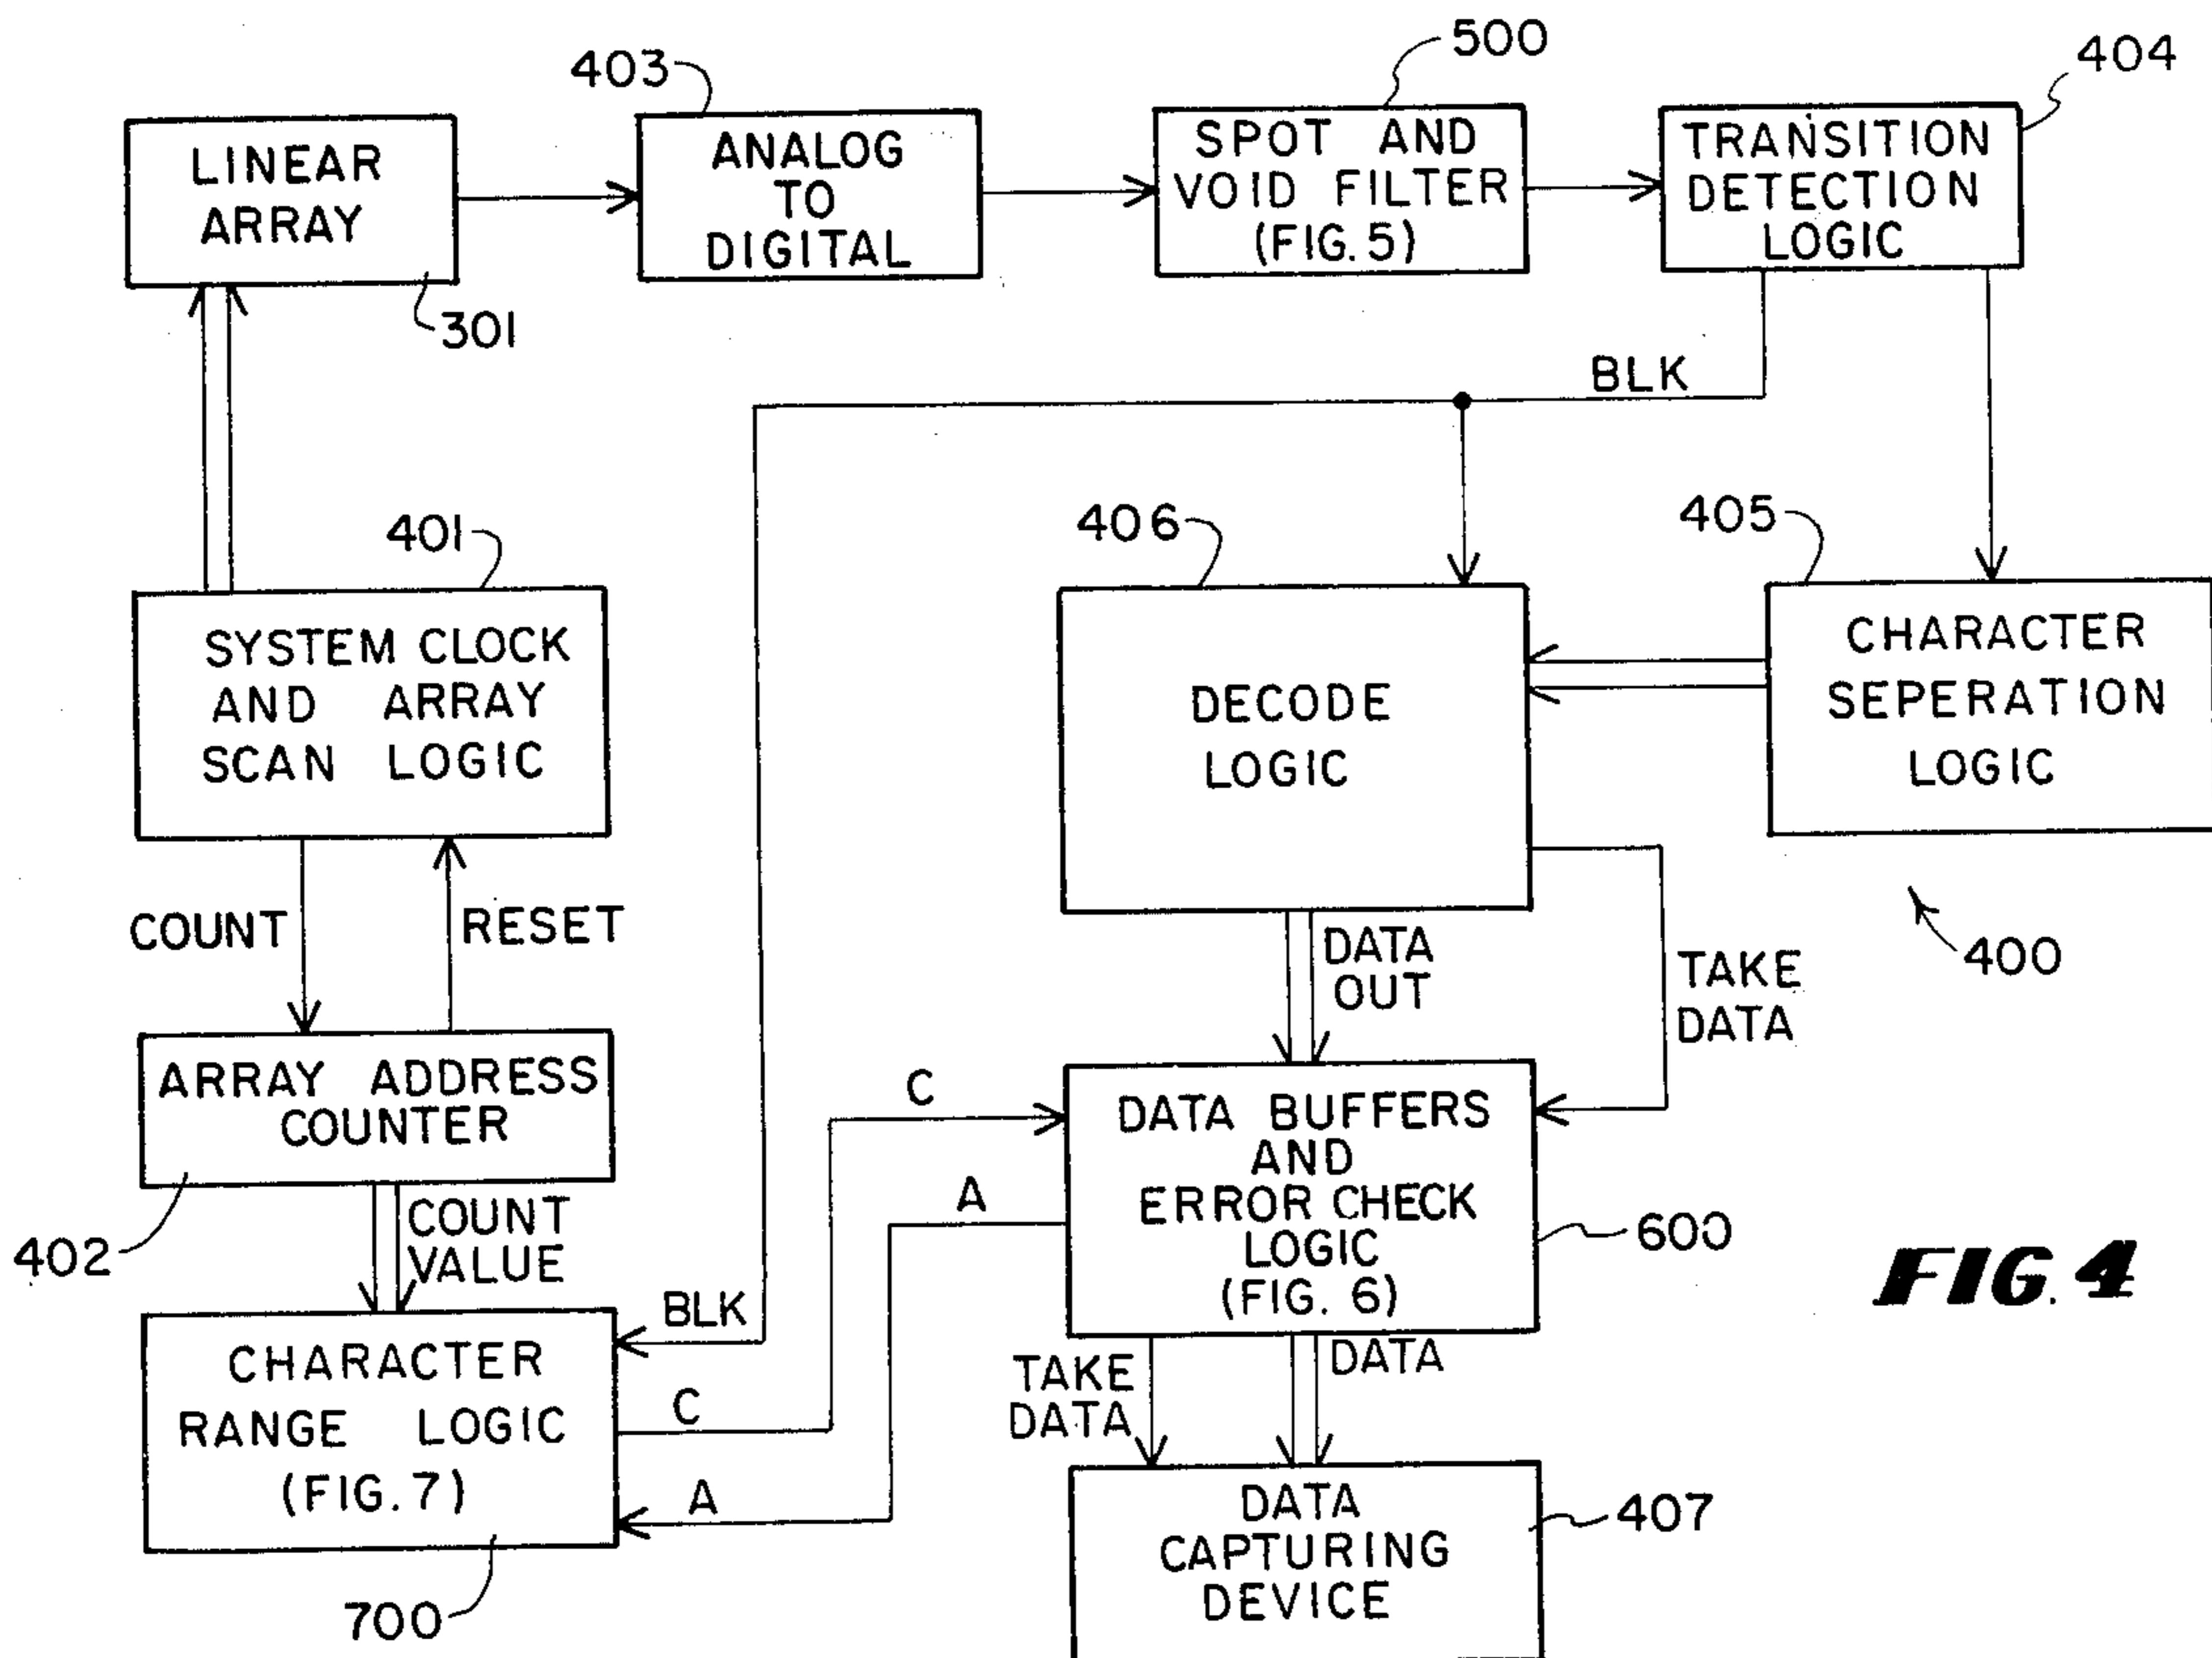 403
500
404
LINEAR
ARRAY
301
ANALOG
TO
DIGITAL
SPOT AND
VOID FILTER
(FIG. 5)
TRANSITION
DETECTION
LOGIC
BLK
401
SYSTEM CLOCK
AND ARRAY
SCAN LOGIC
406
DECODE
LOGIC
405
CHARACTER
SEPERATION
LOGIC
400
COUNT
RESET
DATA
OUT
TAKE
DATA
ARRAY ADDRESS
COUNTER
402
COUNT
VALUE
C
A
DATA BUFFERS
AND
ERROR CHECK
LOGIC
(FIG. 6)
600
FIG. 4
BLK
CHARACTER
RANGE LOGIC
(FIG. 7)
700
C
A
TAKE
DATA
DATA
DATA
CAPTURING
DEVICE
407